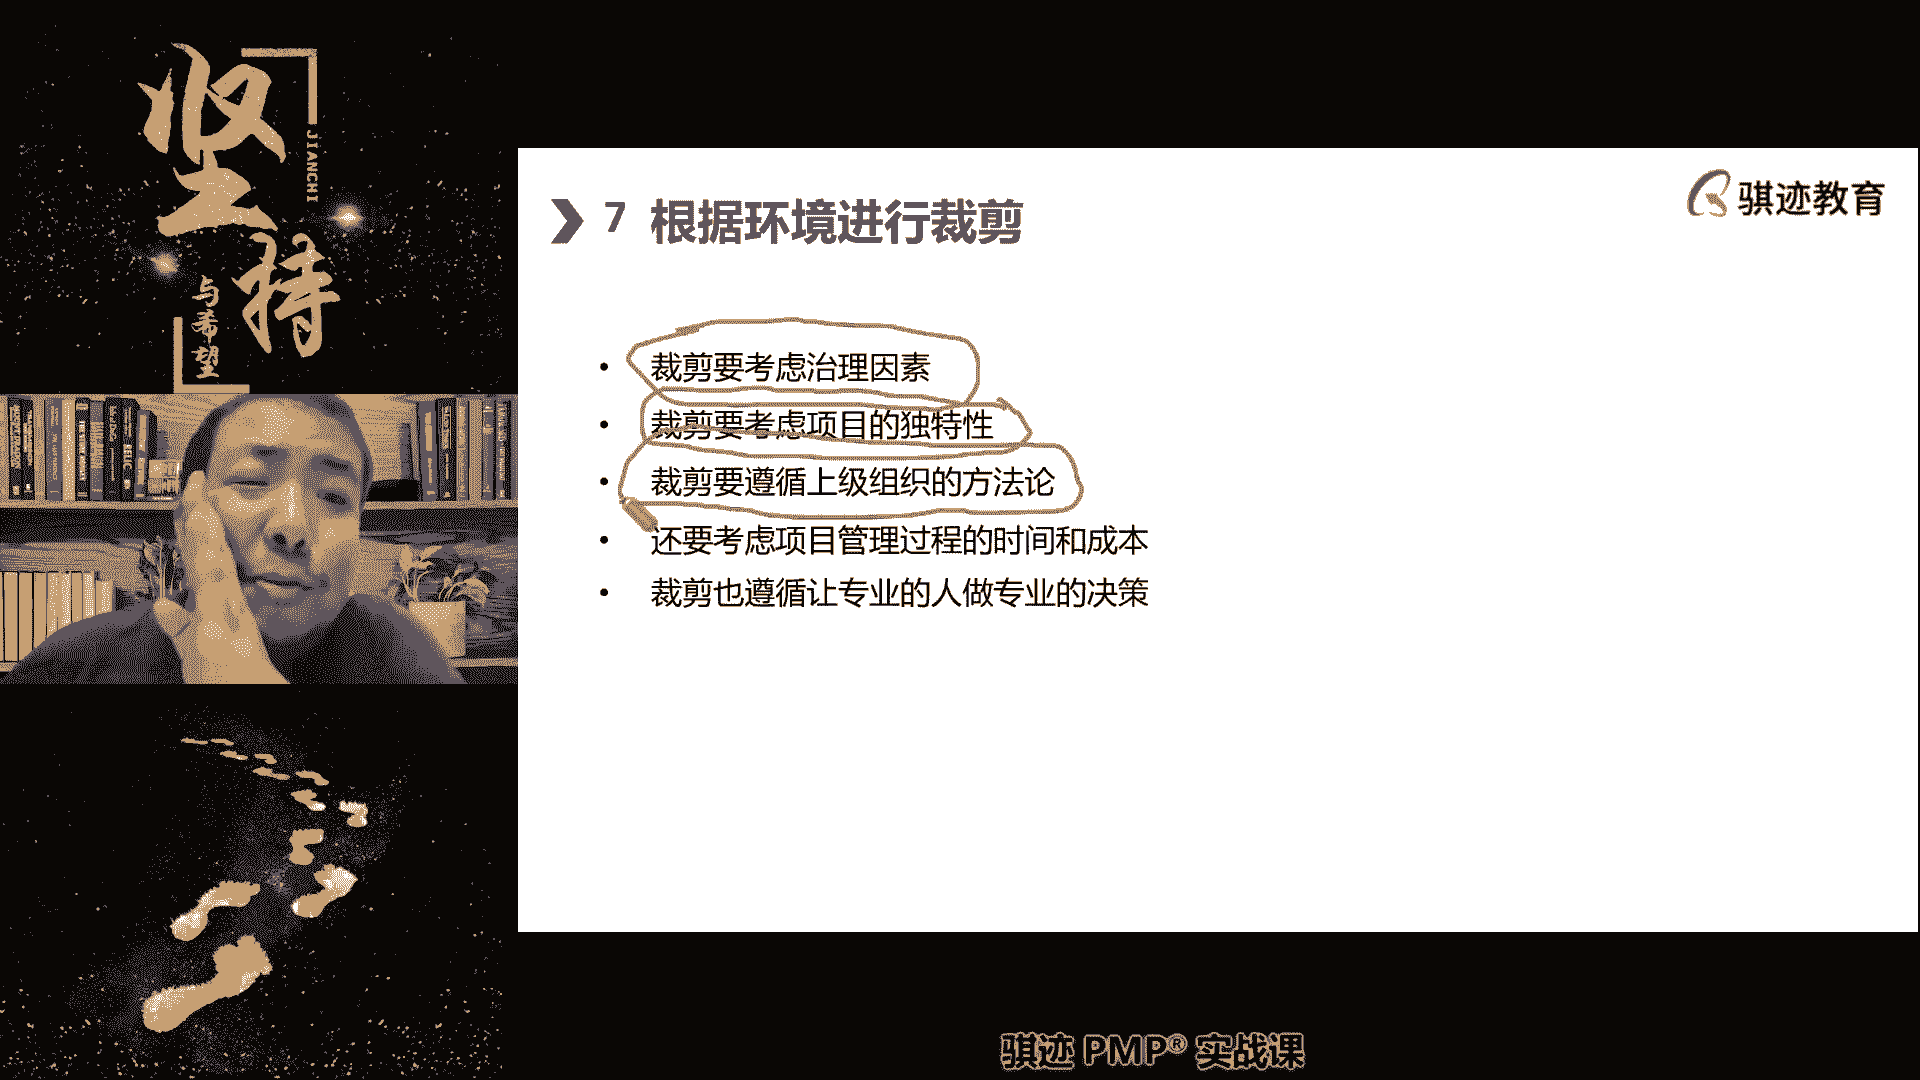 坚持
JIANCHI
与希望
骐迹教育
7 根据环境进行裁剪
• 裁剪要考虑治理因素
• 裁剪要考虑项目的独特性
• 裁剪要遵循上级组织的方法论
• 还要考虑项目管理过程的时间和成本
• 裁剪也遵循让专业的人做专业的决策
骐迹 PMP® 实战课